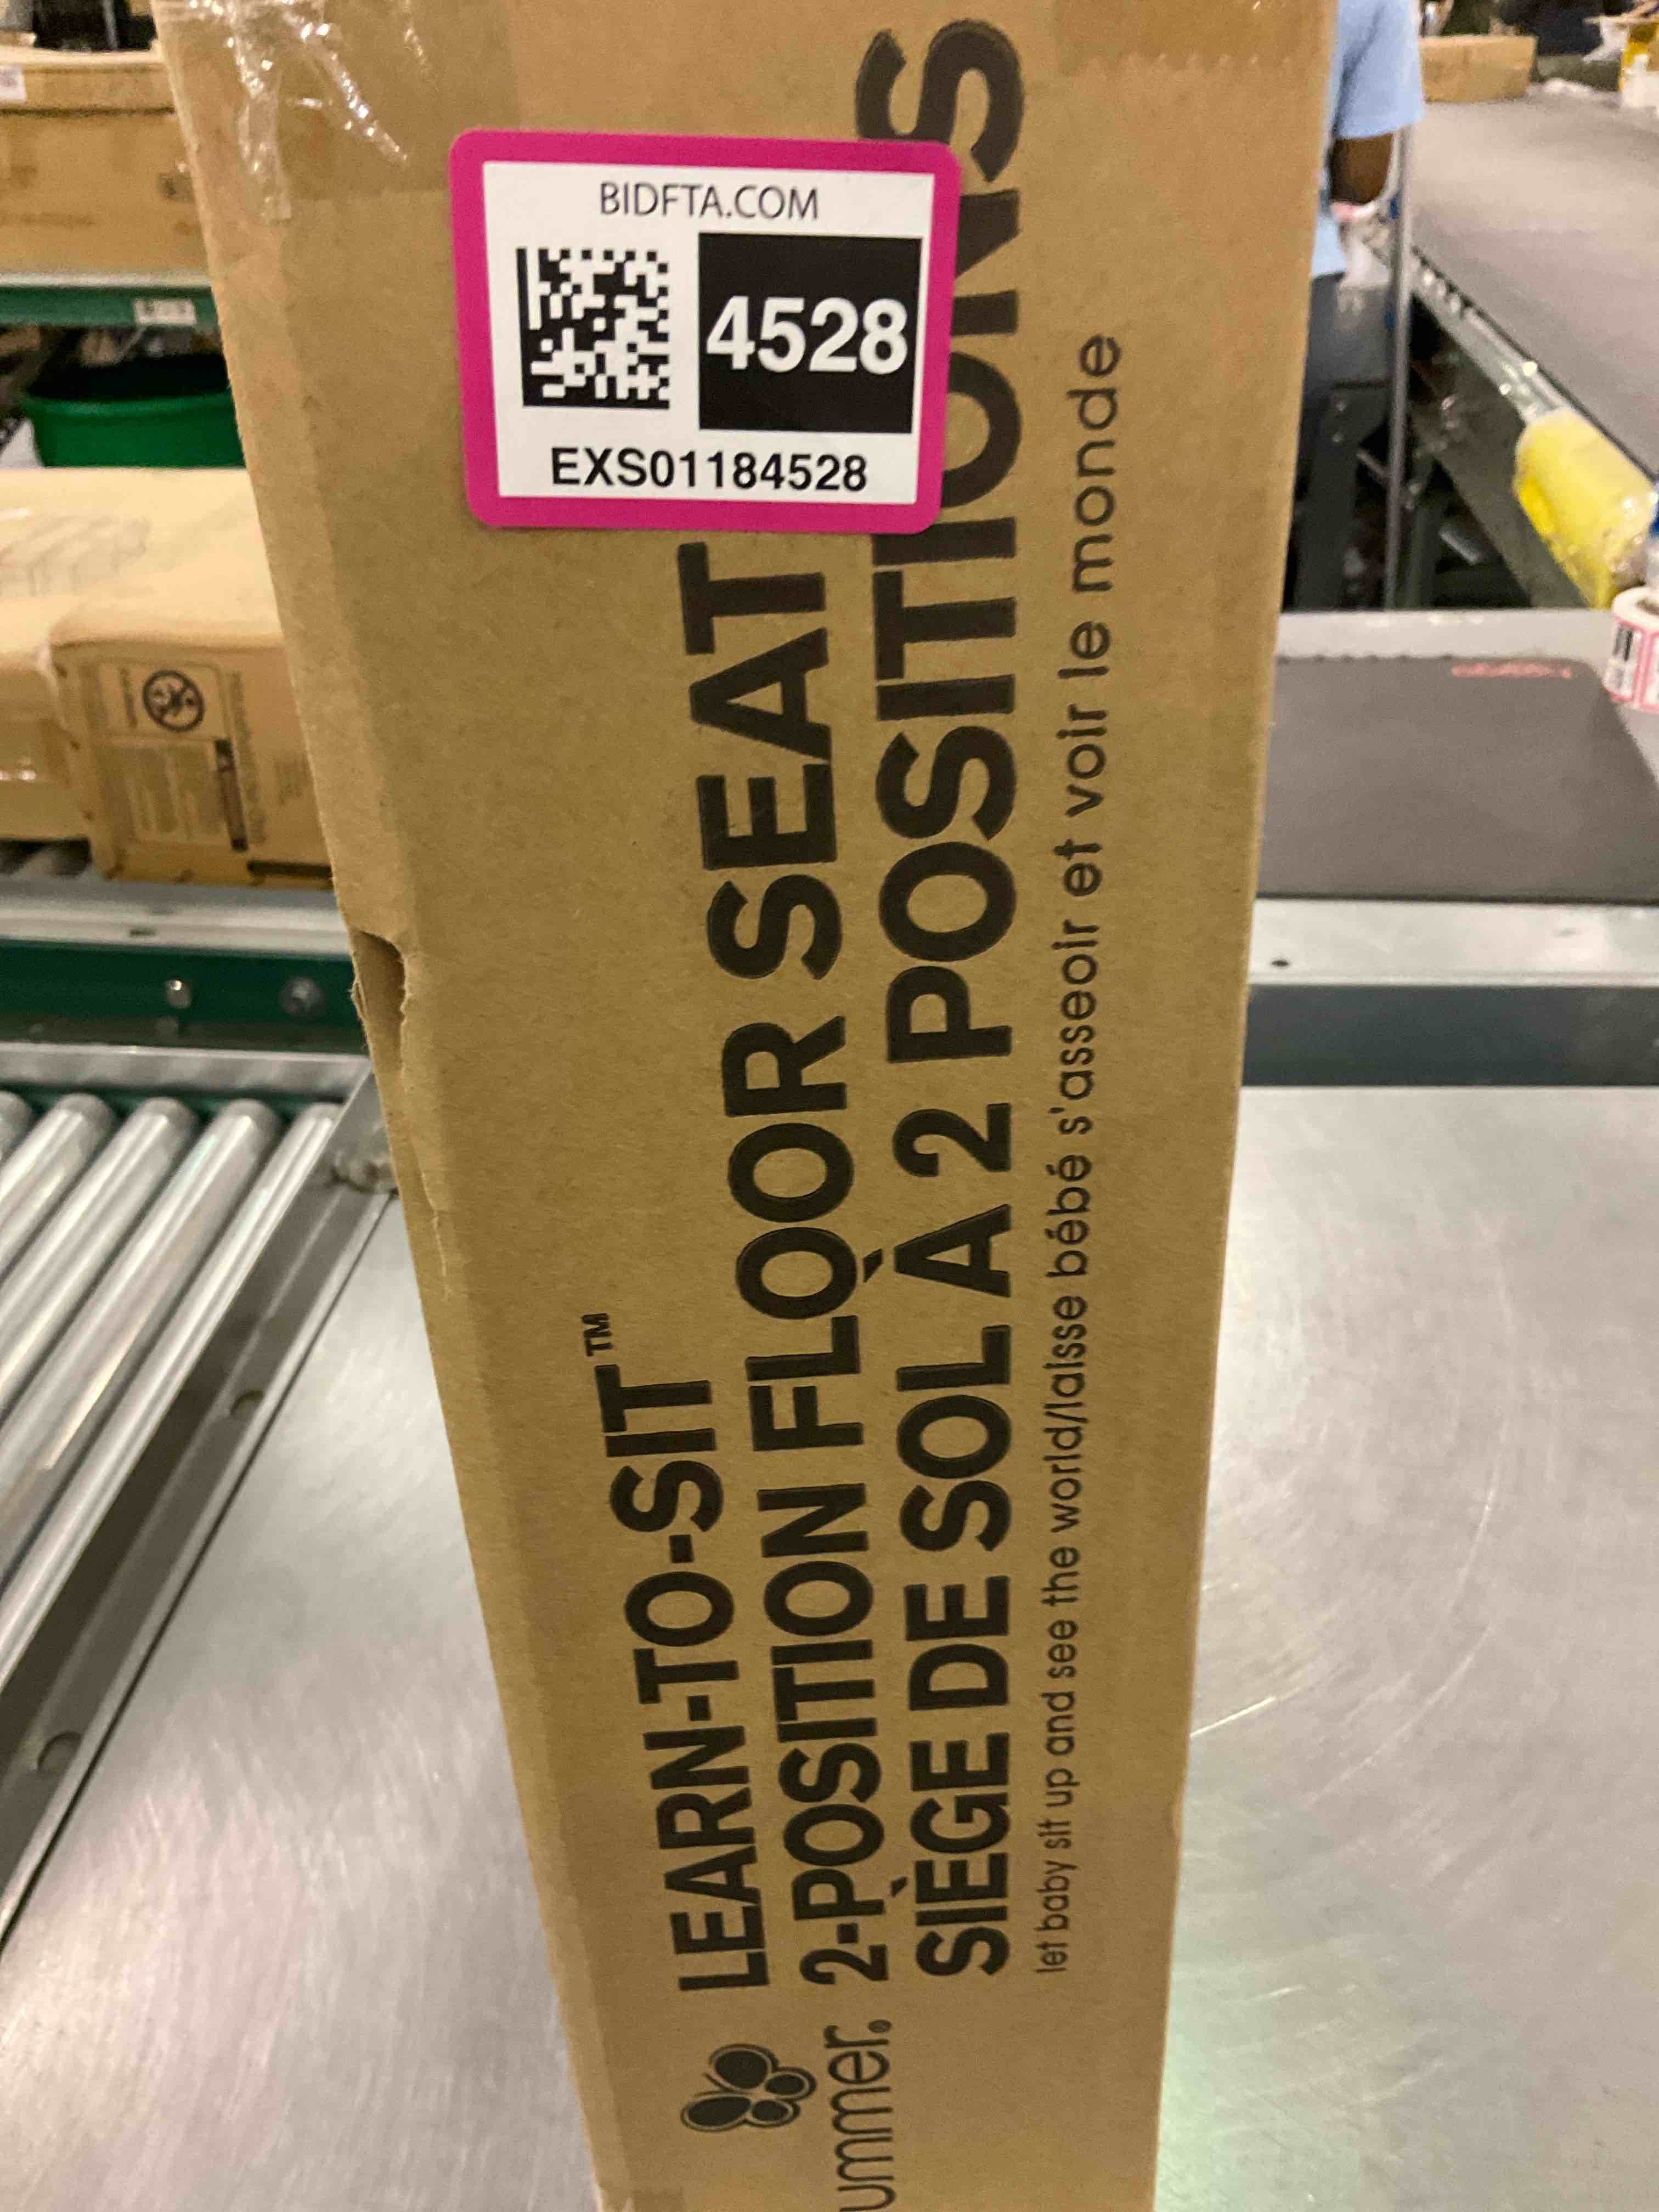 BIDFTA.COM
4528
EXS01184528
LEARN-TO-SIT™
2-POSITION FLOOR SEAT
SIÈGE DE SOL À 2 POSITIONS
let baby sit up and see the world/laisse bébé s'asseoir et voir le monde
ummer®